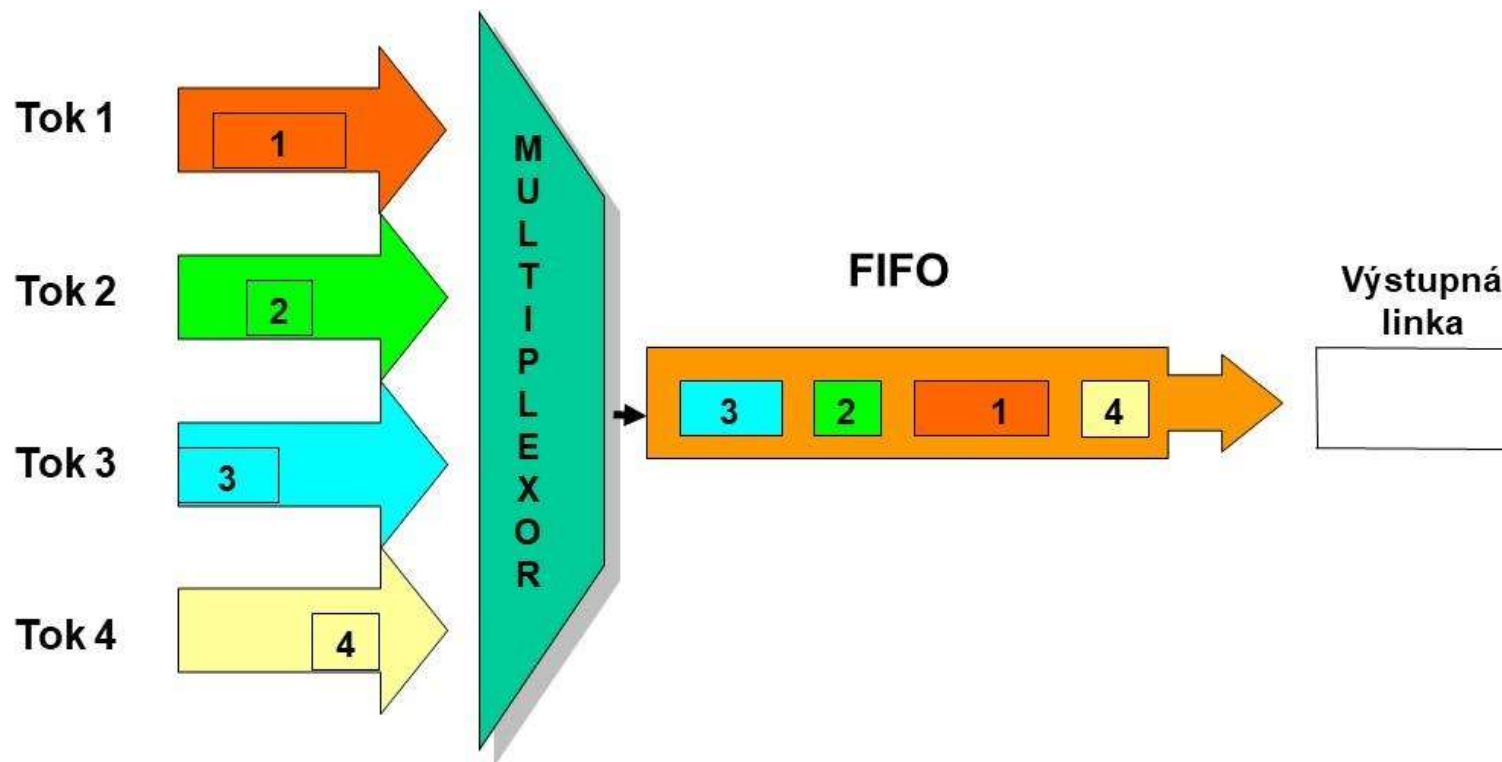 Tok 1
1
Tok 2
2
Tok 3
3
Tok 4
4
MULTIPLEXOR
FIFO
3 2 1 4
Výstupná
linka